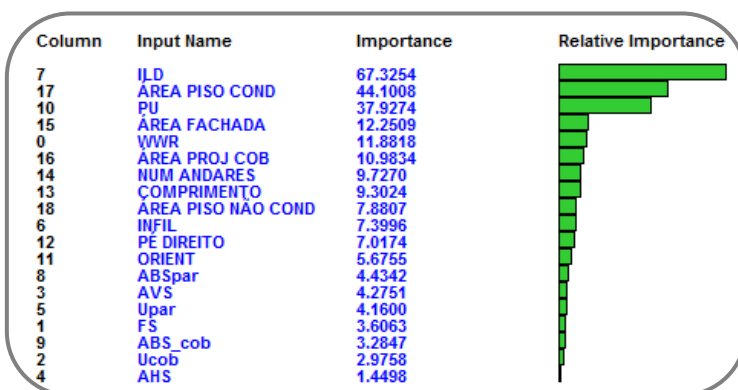 Column Input Name Importance Relative Importance
7 ILD 67.3254
17 ÁREA PISO COND 44.1008
10 PU 37.9274
15 ÁREA FACHADA 12.2509
0 WWR 11.8818
16 ÁREA PROJ COB 10.9834
14 NUM ANDARES 9.7270
13 COMPRIMENTO 9.3024
18 ÁREA PISO NÃO COND 7.8807
6 INFIL 7.3996
12 PÉ DIREITO 7.0174
11 ORIENT 5.6755
8 ABSpar 4.4342
3 AVS 4.2751
5 Upar 4.1600
1 FS 3.6063
9 ABS_cob 3.2847
2 Ucob 2.9758
4 AHS 1.4498